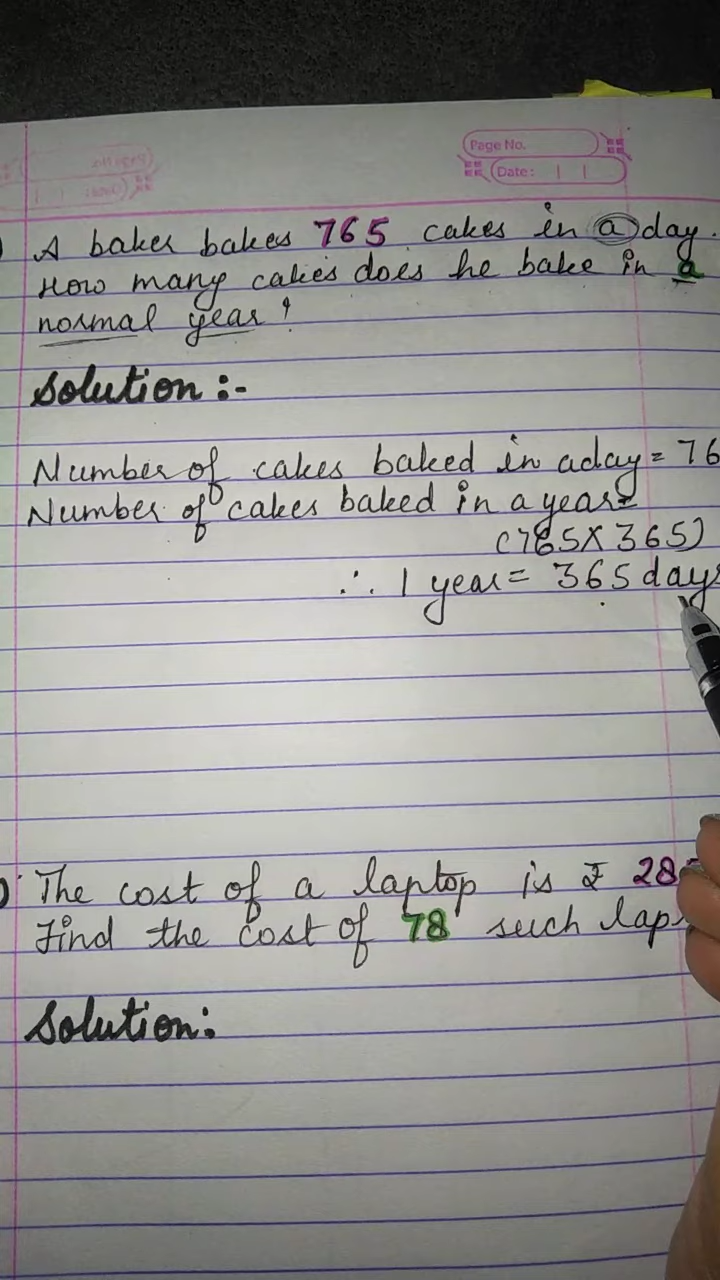 Page No.
Date:
A baker bakes 765 cakes in a day.
How many cakes does he bake in a
normal year?
Solution :-
Number of cakes baked in a day = 76
Number of cakes baked in a year =
(765 X 365)
∴ 1 year = 365 days
The cost of a laptop is ₹ 28
Find the cost of 78 such lap
Solution: